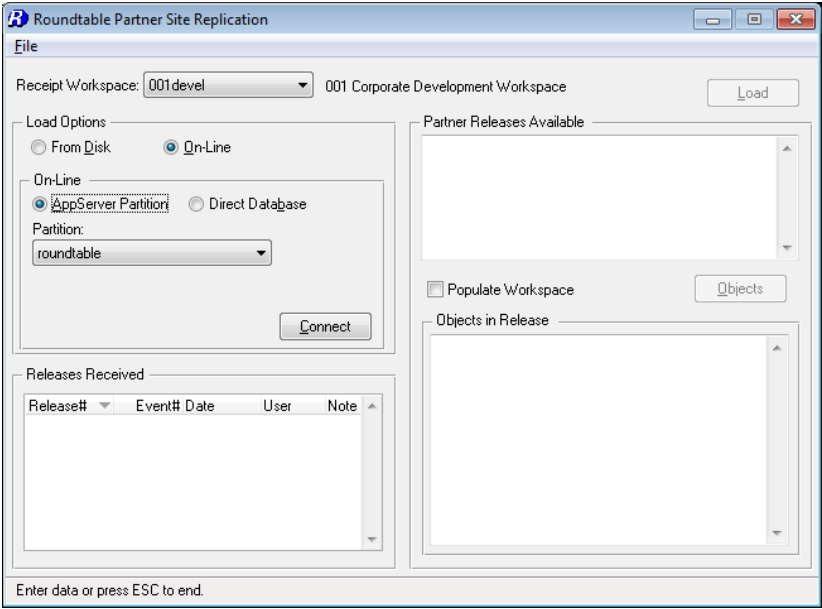 Roundtable Partner Site Replication
File
Receipt Workspace: 001devel 001 Corporate Development Workspace Load
Load Options
From Disk On-Line
On-Line
AppServer Partition Direct Database
Partition:
roundtable
Connect
Releases Received
Release# Event# Date User Note
Partner Releases Available
Populate Workspace Objects
Objects in Release
Enter data or press ESC to end.